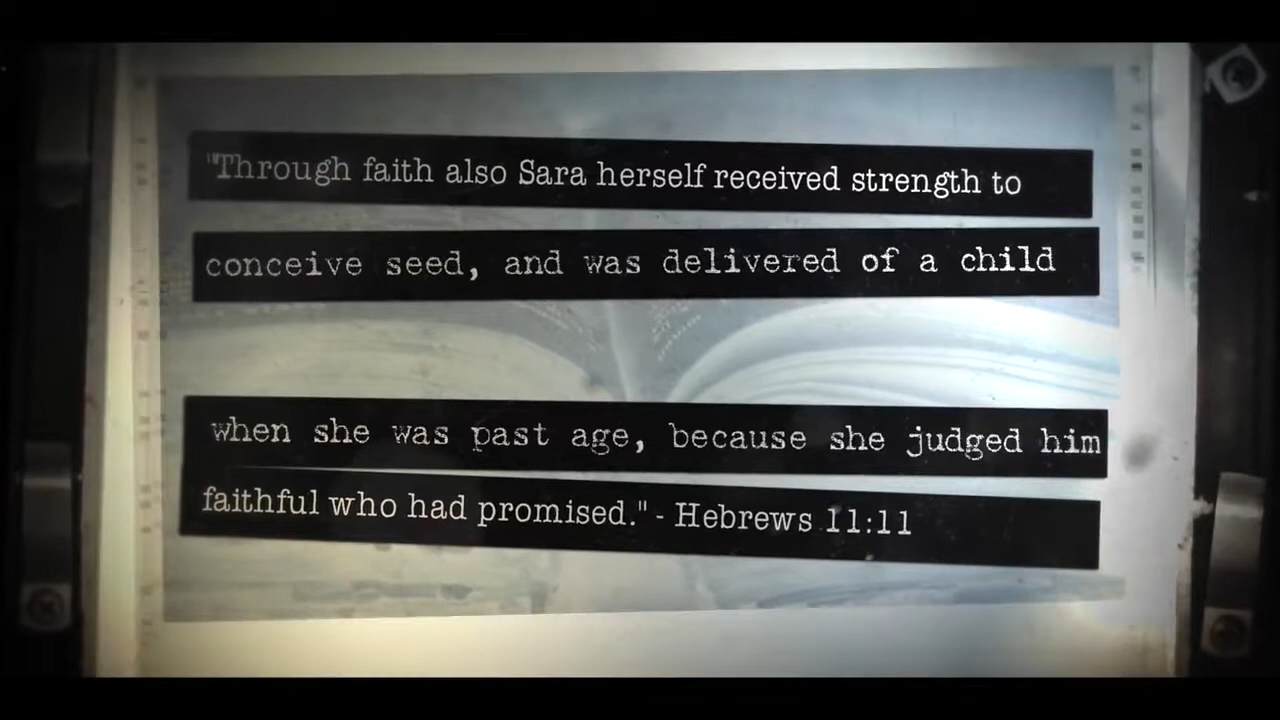 "Through faith also Sara herself received strength to
conceive seed, and was delivered of a child
when she was past age, because she judged him
faithful who had promised." - Hebrews 11:11